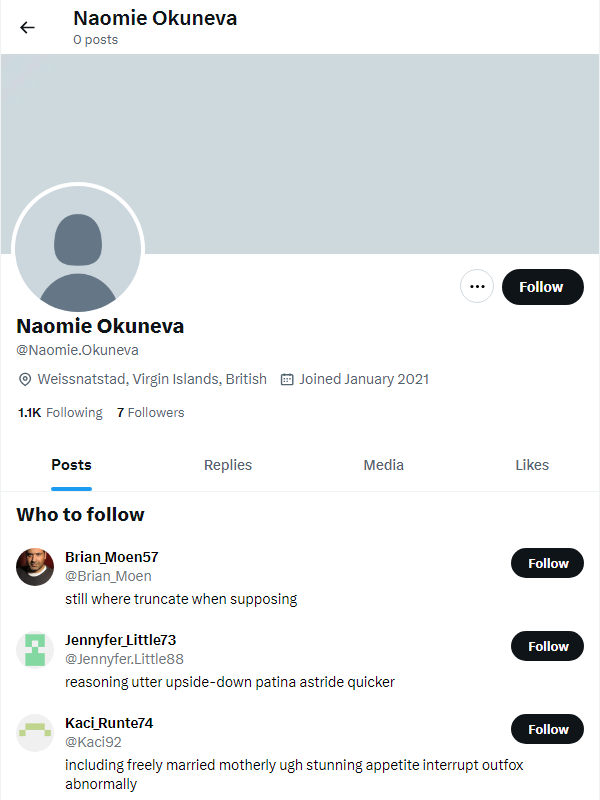 Naomie Okuneva
0 posts
Follow
Naomie Okuneva
@Naomie.Okuneva
Weissnatstad, Virgin Islands, British Joined January 2021
1.1K Following 7 Followers
Posts Replies Media Likes
Who to follow
Brian_Moen57
@Brian_Moen
Follow
still where truncate when supposing
Jennyfer_Little73
@Jennyfer.Little88
Follow
reasoning utter upside-down patina astride quicker
Kaci_Runte74
@Kaci92
Follow
including freely married motherly ugh stunning appetite interrupt outfox
abnormally